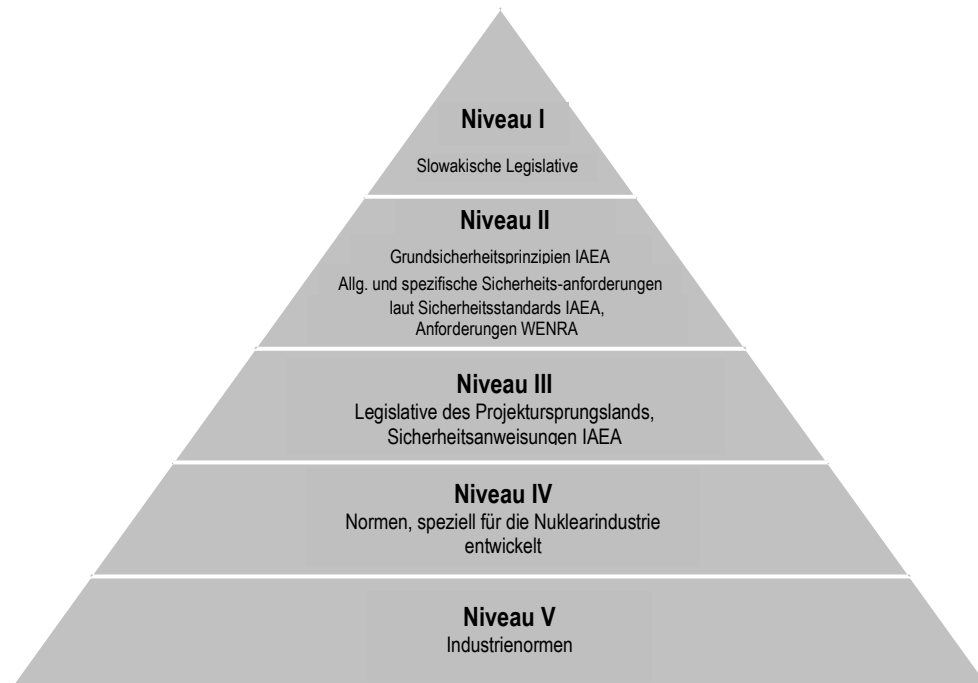 Niveau I
Slowakische Legislative
Niveau II
Grundsicherheitsprinzipien IAEA
Allg. und spezifische Sicherheits-anforderungen
laut Sicherheitsstandards IAEA,
Anforderungen WENRA
Niveau III
Legislative des Projektursprungslands,
Sicherheitsanweisungen IAEA
Niveau IV
Normen, speziell für die Nuklearindustrie
entwickelt
Niveau V
Industrienormen